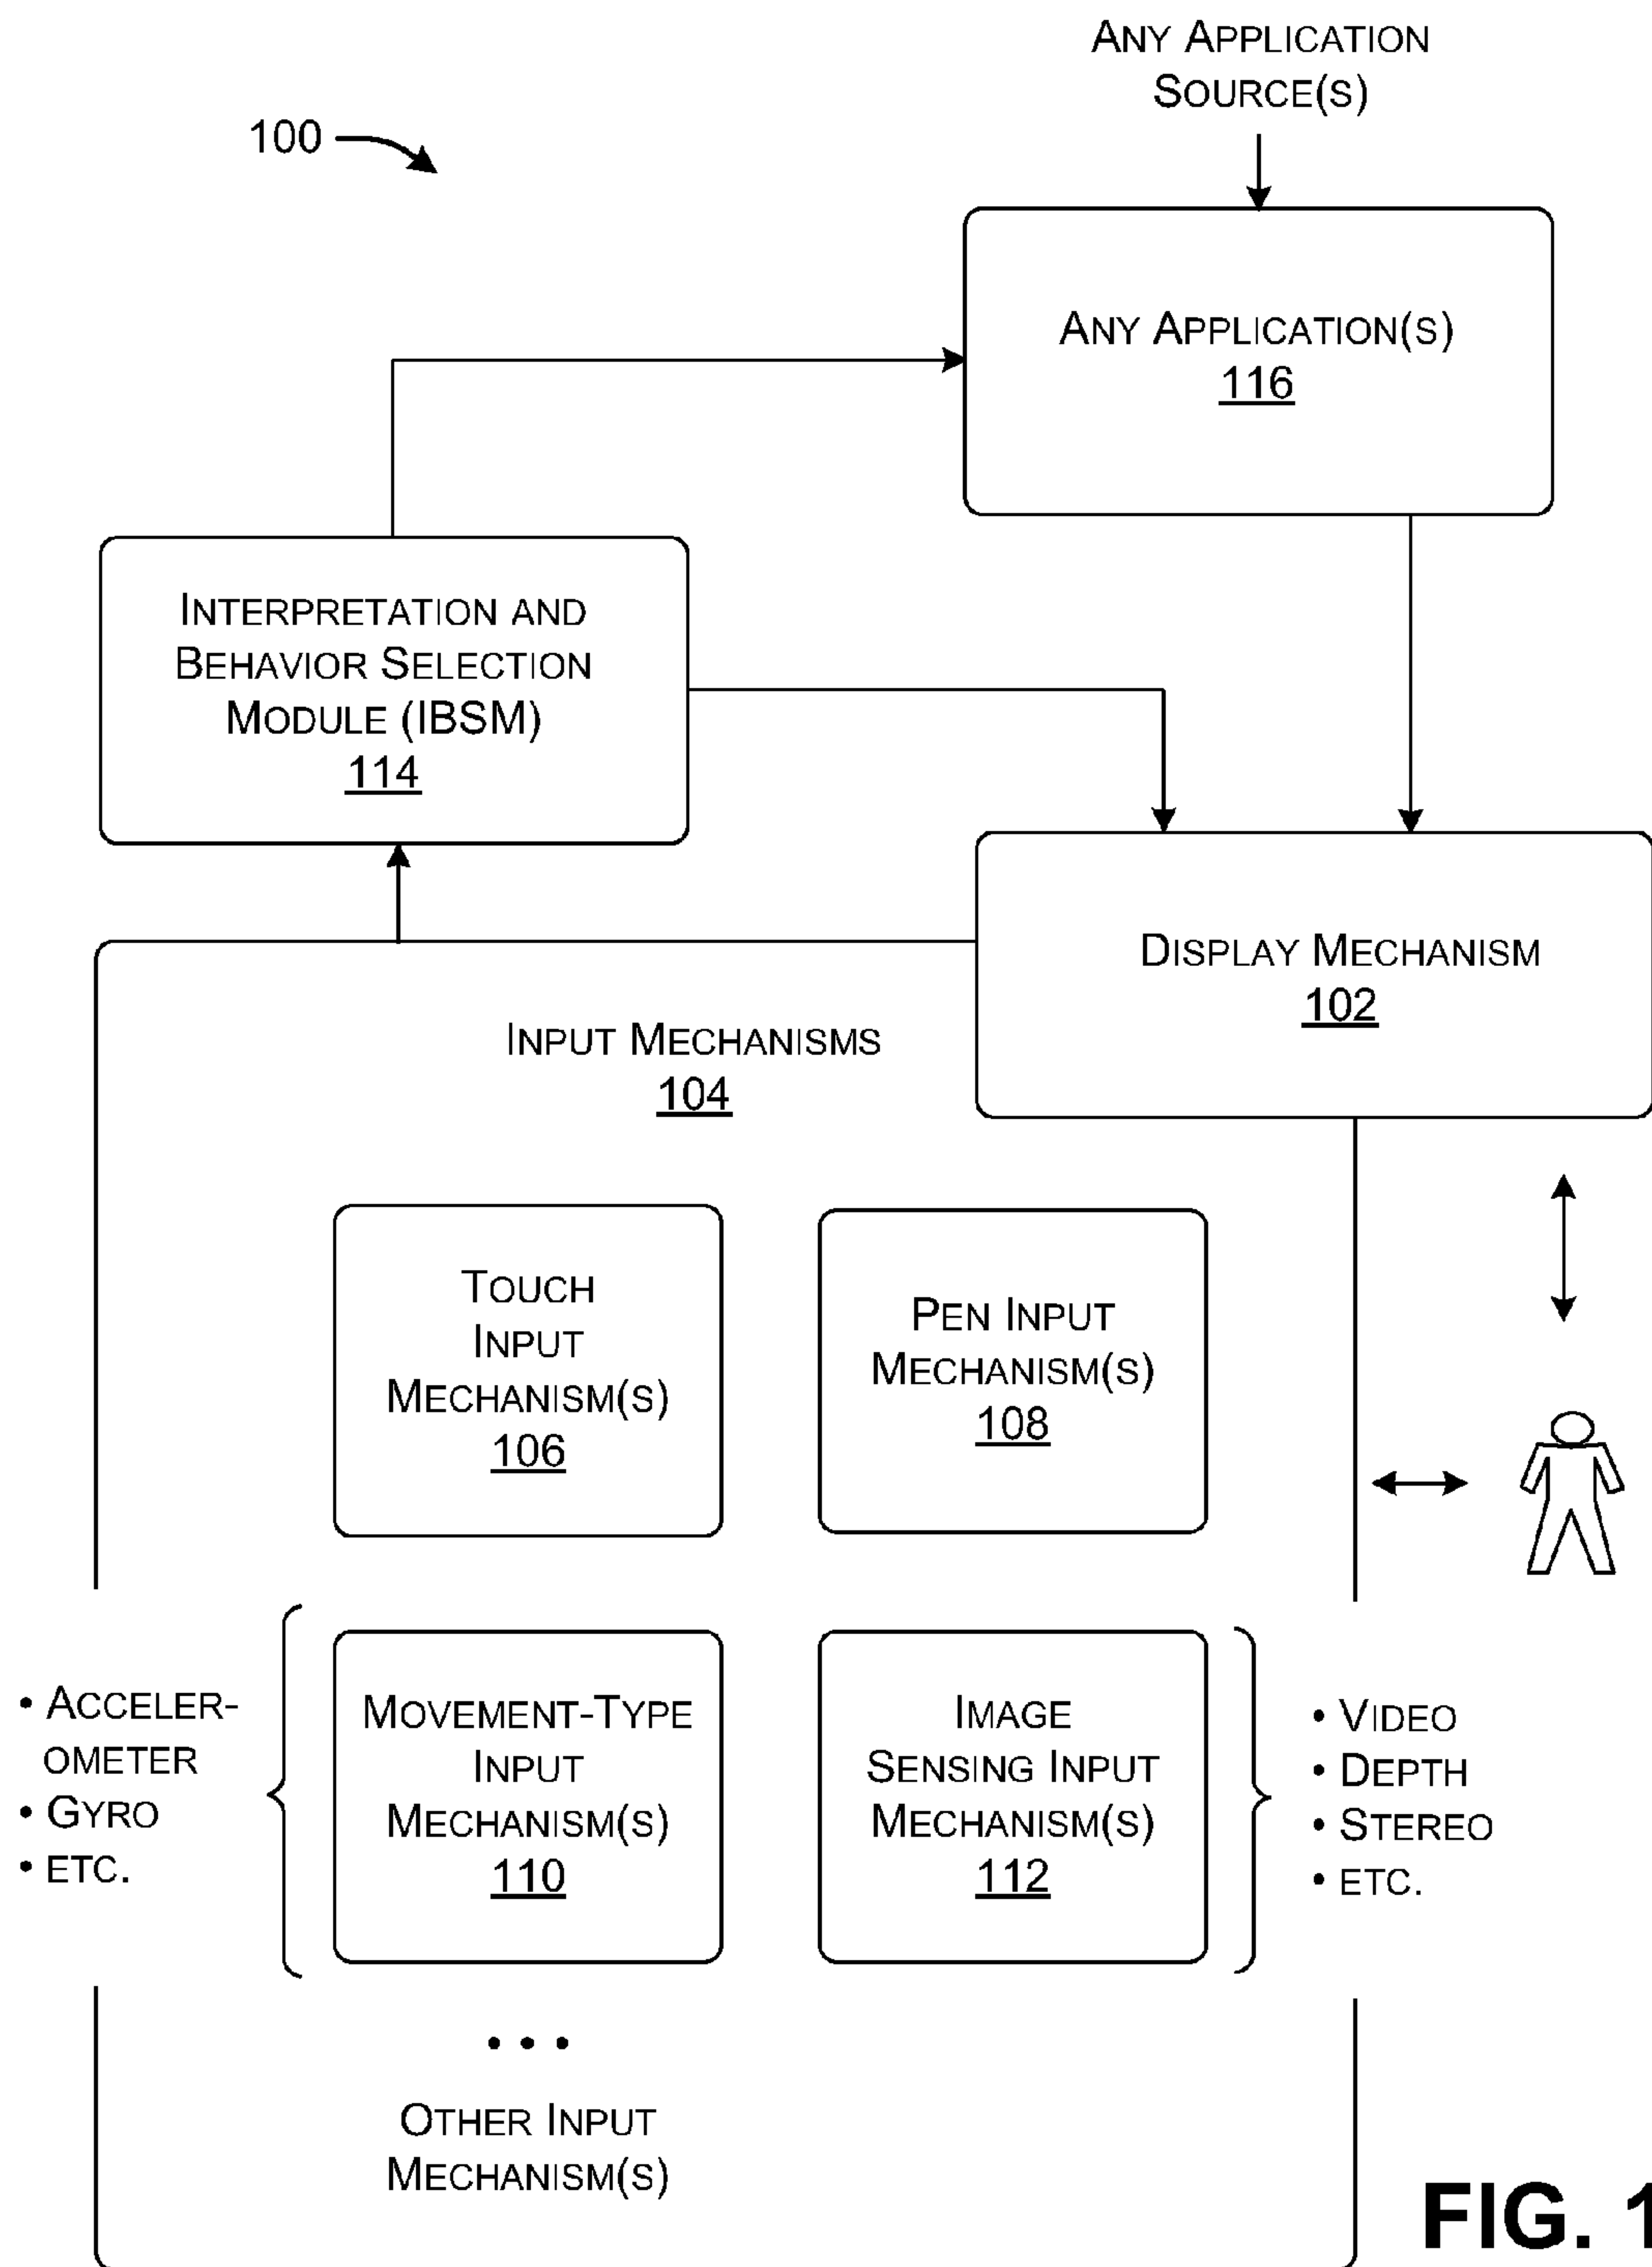 ANY APPLICATION
SOURCE(S)
100
ANY APPLICATION(S)
116
INTERPRETATION AND
BEHAVIOR SELECTION
MODULE (IBSM)
114
DISPLAY MECHANISM
102
INPUT MECHANISMS
104
TOUCH
INPUT
MECHANISM(S)
106
PEN INPUT
MECHANISM(S)
108
• ACCELER-
OMETER
• GYRO
• ETC.
MOVEMENT-TYPE
INPUT
MECHANISM(S)
110
IMAGE
SENSING INPUT
MECHANISM(S)
112
• VIDEO
• DEPTH
• STEREO
• ETC.
• • •
OTHER INPUT
MECHANISM(S)
FIG. 1